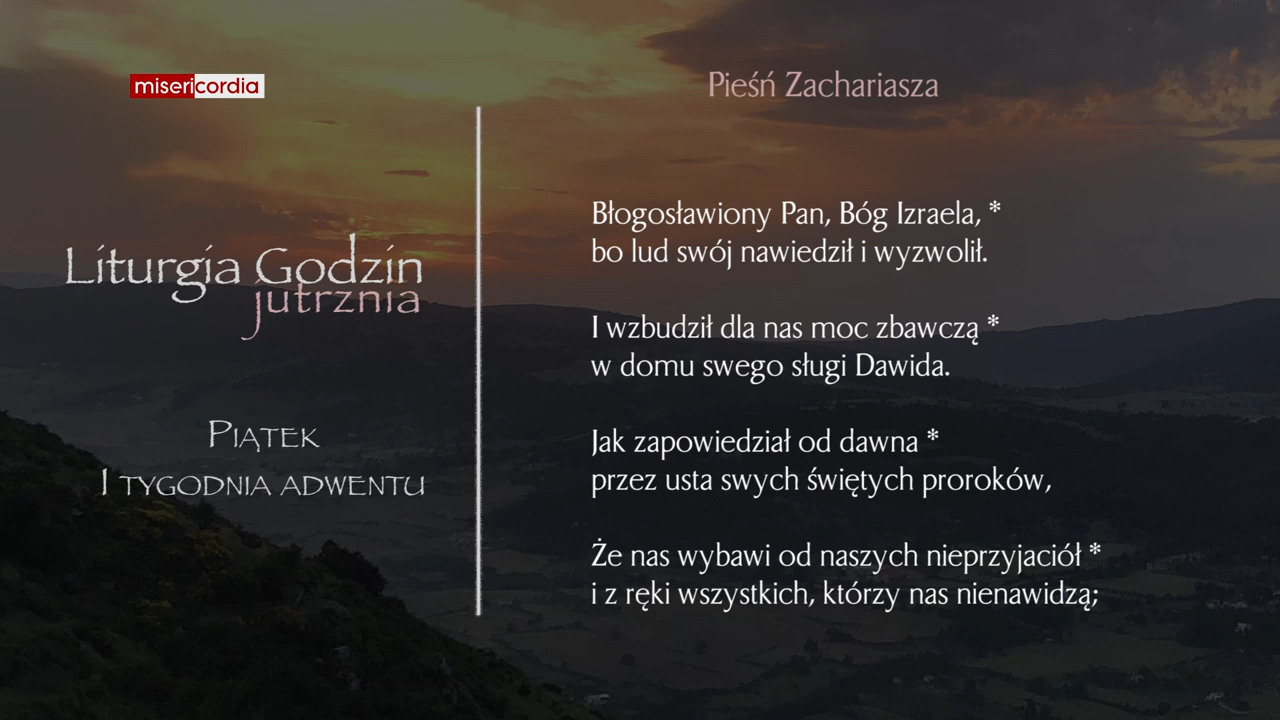 misericordia
Liturgia Godzin
jutrznia
Piątek
I tygodnia adwentu
Pieśń Zachariasza
Błogosławiony Pan, Bóg Izraela, *
bo lud swój nawiedził i wyzwolił.
I wzbudził dla nas moc zbawczą *
w domu swego sługi Dawida.
Jak zapowiedział od dawna *
przez usta swych świętych proroków,
Że nas wybawi od naszych nieprzyjaciół *
i z ręki wszystkich, którzy nas nienawidzą;